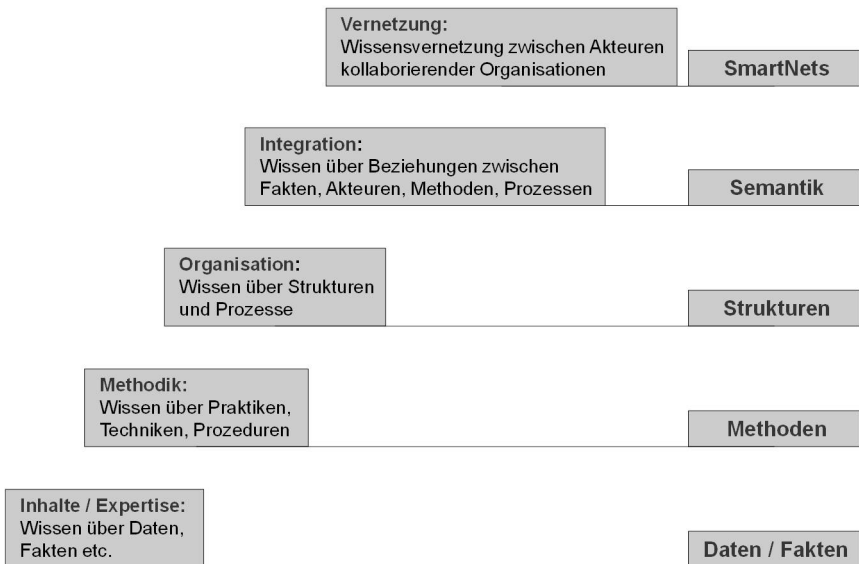 Vernetzung:
Wissensvernetzung zwischen Akteuren
kollaborierender Organisationen
SmartNets
Integration:
Wissen über Beziehungen zwischen
Fakten, Akteuren, Methoden, Prozessen
Semantik
Organisation:
Wissen über Strukturen
und Prozesse
Strukturen
Methodik:
Wissen über Praktiken,
Techniken, Prozeduren
Methoden
Inhalte / Expertise:
Wissen über Daten,
Fakten etc.
Daten / Fakten